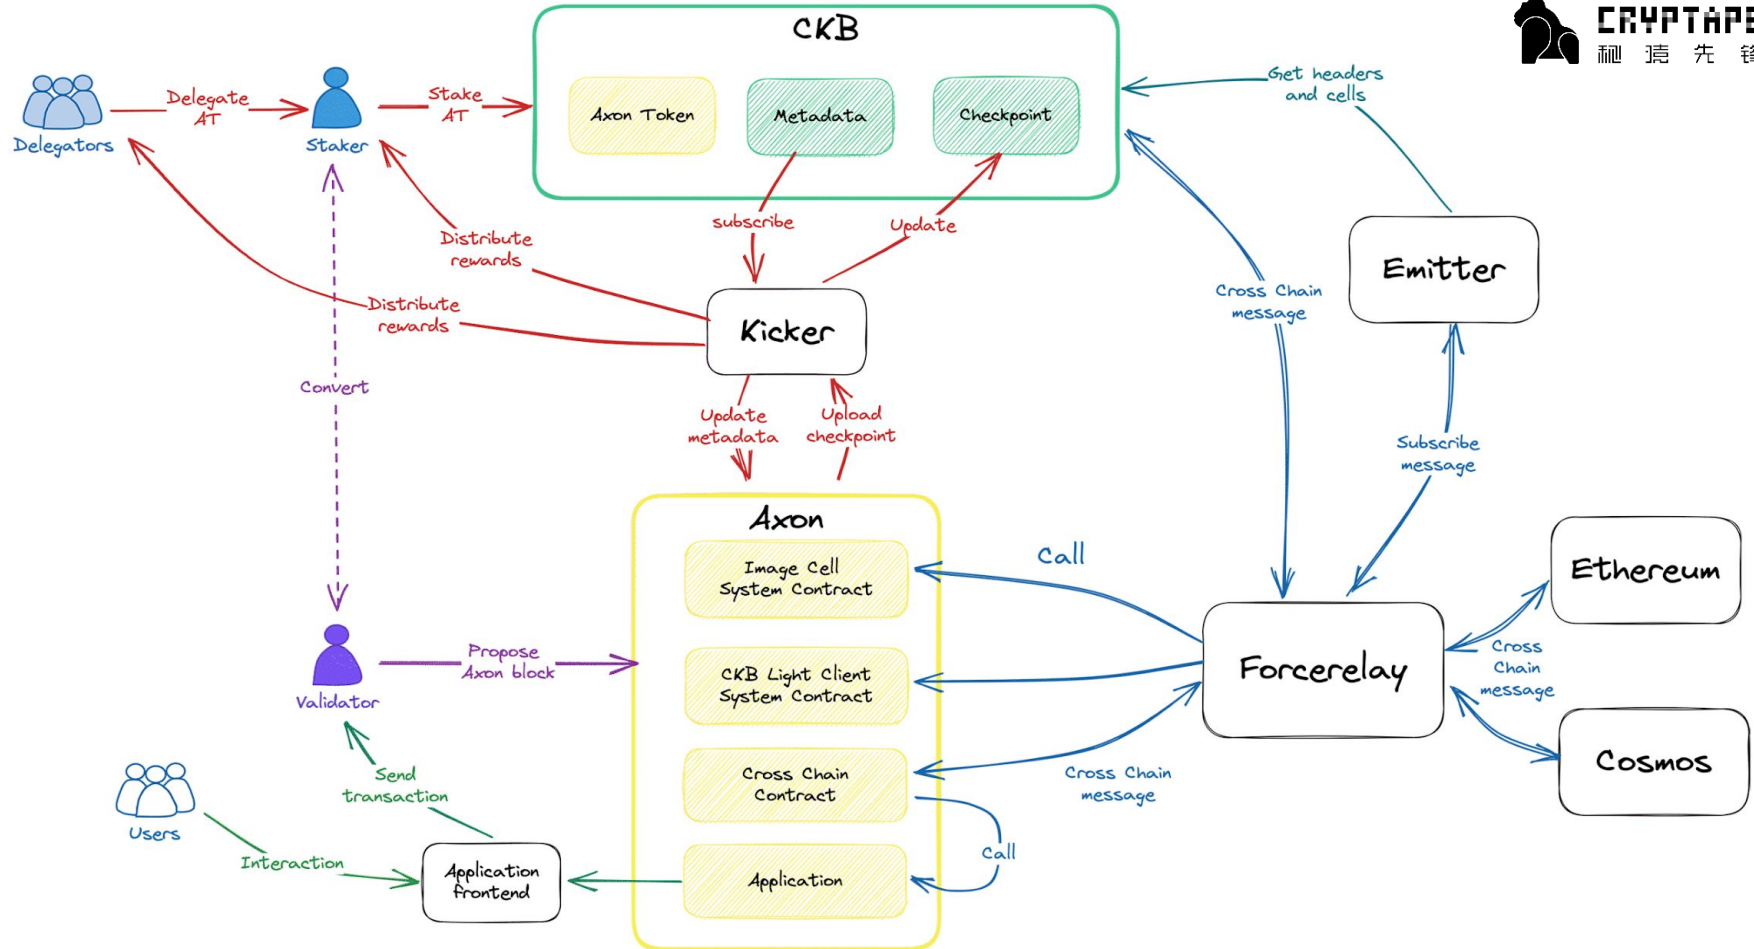 CKB
CRYPTAPE
秘猿先锋
Get headers
and cells
Delegate
AT
Stake
AT
Axon Token
Metadata
Checkpoint
Delegators
Staker
subscribe
Update
Distribute
rewards
Emitter
Cross Chain
message
Distribute
rewards
Kicker
Convert
Update
metadata
Upload
checkpoint
Subscribe
message
Axon
Call
Image Cell
System Contract
Ethereum
Propose
Axon block
CKB Light Client
System Contract
Forcerelay
Cross
Chain
message
Validator
Send
transaction
Cross Chain
Contract
Cross Chain
message
Cosmos
Users
Interaction
Application
frontend
Application
Call